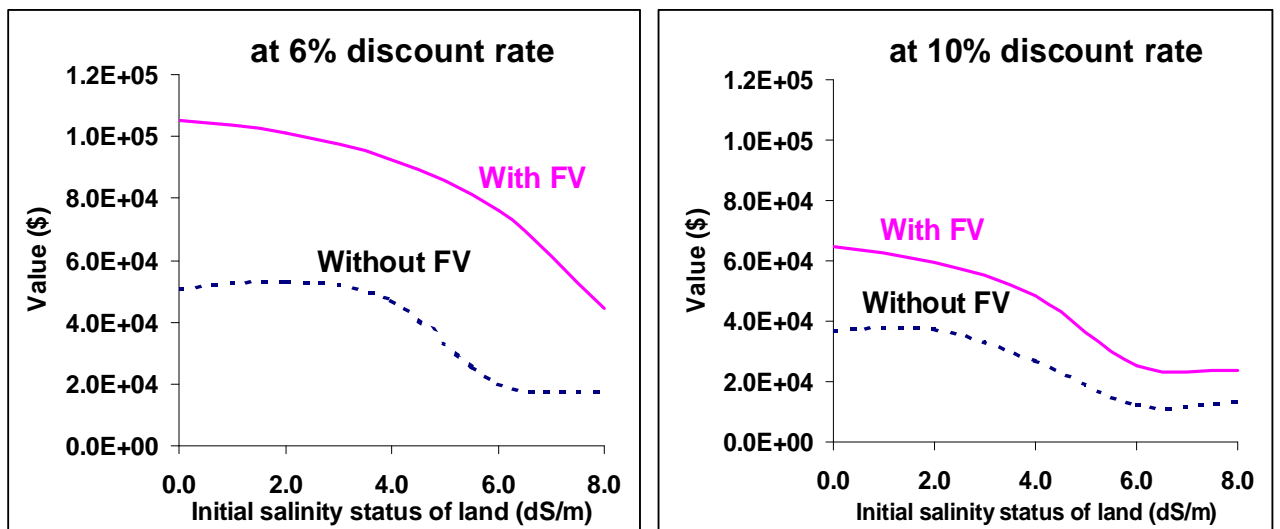 at 6% discount rate
1.2E+05
1.0E+05
8.0E+04
6.0E+04
4.0E+04
2.0E+04
0.0E+00
Value ($)
With FV
Without FV
0.0 2.0 4.0 6.0 8.0
Initial salinity status of land (dS/m)
at 10% discount rate
1.2E+05
1.0E+05
8.0E+04
6.0E+04
4.0E+04
2.0E+04
0.0E+00
Value ($)
With FV
Without FV
0.0 2.0 4.0 6.0 8.0
Initial salinity status of land (dS/m)